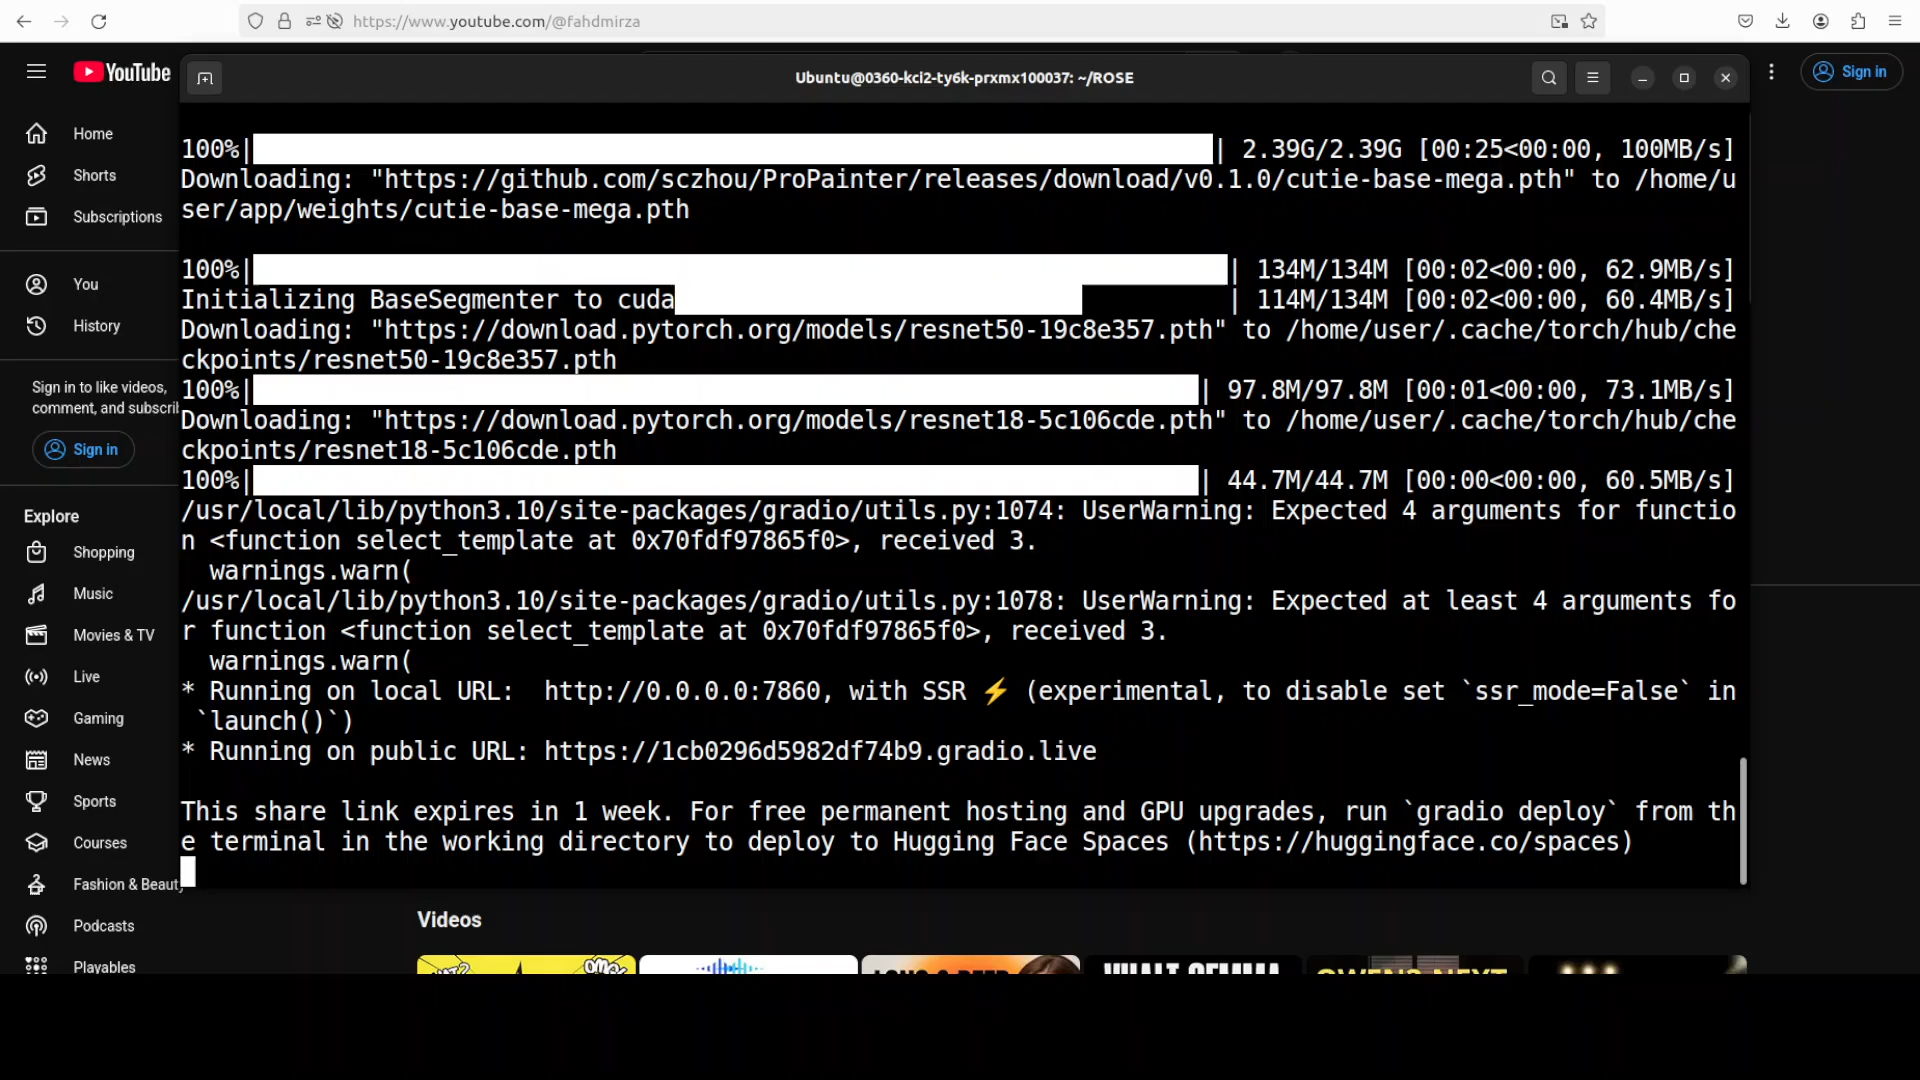 https://www.youtube.com/@fahdmirza
YouTube
Ubuntu@0360-kci2-ty6k-prxmx100037: ~/ROSE
Sign in
Home
Shorts
Subscriptions
You
History
Sign in to like videos,
comment, and subscri
Sign in
Explore
Shopping
Music
Movies & TV
Live
Gaming
News
Sports
Courses
Fashion & Beauty
Podcasts
Playables
100%| | 2.39G/2.39G [00:25<00:00, 100MB/s]
Downloading: "https://github.com/sczhou/ProPainter/releases/download/v0.1.0/cutie-base-mega.pth" to /home/u
ser/app/weights/cutie-base-mega.pth
100%| | 134M/134M [00:02<00:00, 62.9MB/s]
Initializing BaseSegmenter to cuda | 114M/134M [00:02<00:00, 60.4MB/s]
Downloading: "https://download.pytorch.org/models/resnet50-19c8e357.pth" to /home/user/.cache/torch/hub/che
ckpoints/resnet50-19c8e357.pth
100%| | 97.8M/97.8M [00:01<00:00, 73.1MB/s]
Downloading: "https://download.pytorch.org/models/resnet18-5c106cde.pth" to /home/user/.cache/torch/hub/che
ckpoints/resnet18-5c106cde.pth
100%| | 44.7M/44.7M [00:00<00:00, 60.5MB/s]
/usr/local/lib/python3.10/site-packages/gradio/utils.py:1074: UserWarning: Expected 4 arguments for functio
n <function select_template at 0x70fdf97865f0>, received 3.
  warnings.warn(
/usr/local/lib/python3.10/site-packages/gradio/utils.py:1078: UserWarning: Expected at least 4 arguments fo
r function <function select_template at 0x70fdf97865f0>, received 3.
  warnings.warn(
* Running on local URL:  http://0.0.0.0:7860, with SSR ⚡ (experimental, to disable set `ssr_mode=False` in
 `launch()`)
* Running on public URL: https://1cb0296d5982df74b9.gradio.live
This share link expires in 1 week. For free permanent hosting and GPU upgrades, run `gradio deploy` from th
e terminal in the working directory to deploy to Hugging Face Spaces (https://huggingface.co/spaces)
Videos